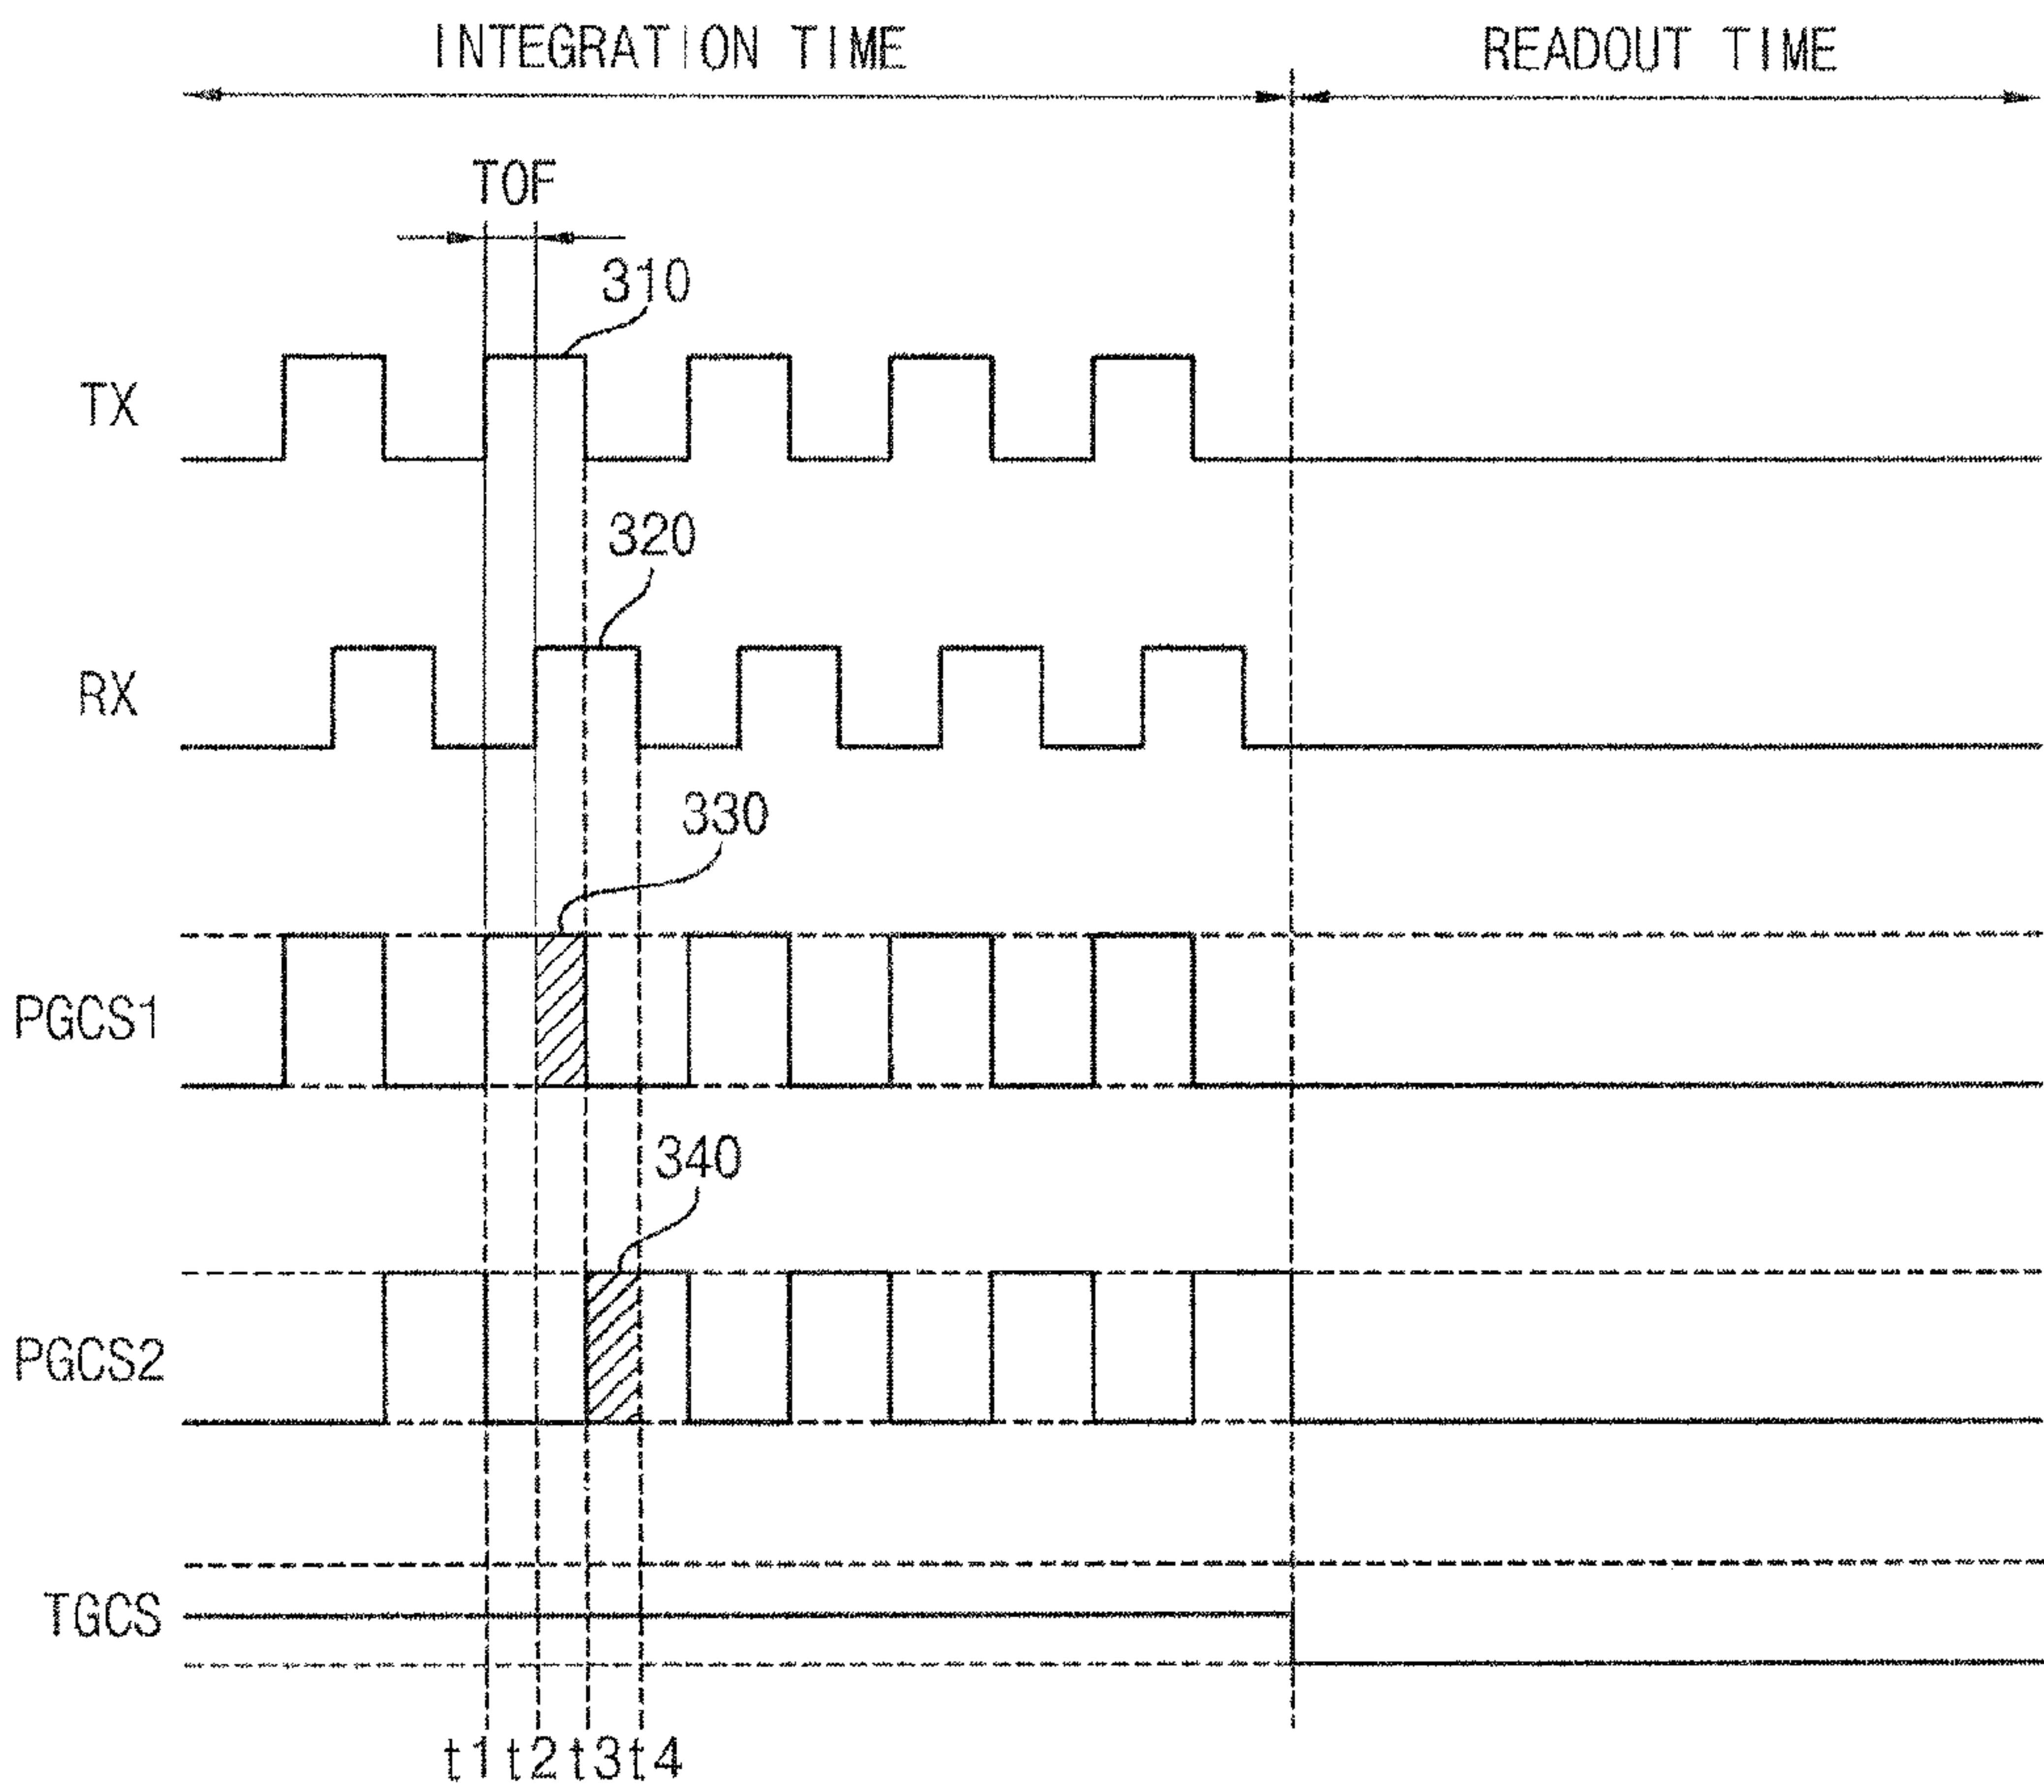 INTEGRATION TIME
READOUT TIME
TOF
310
TX
320
RX
330
PGCS1
340
PGCS2
TGCS
t1 t2 t3 t4